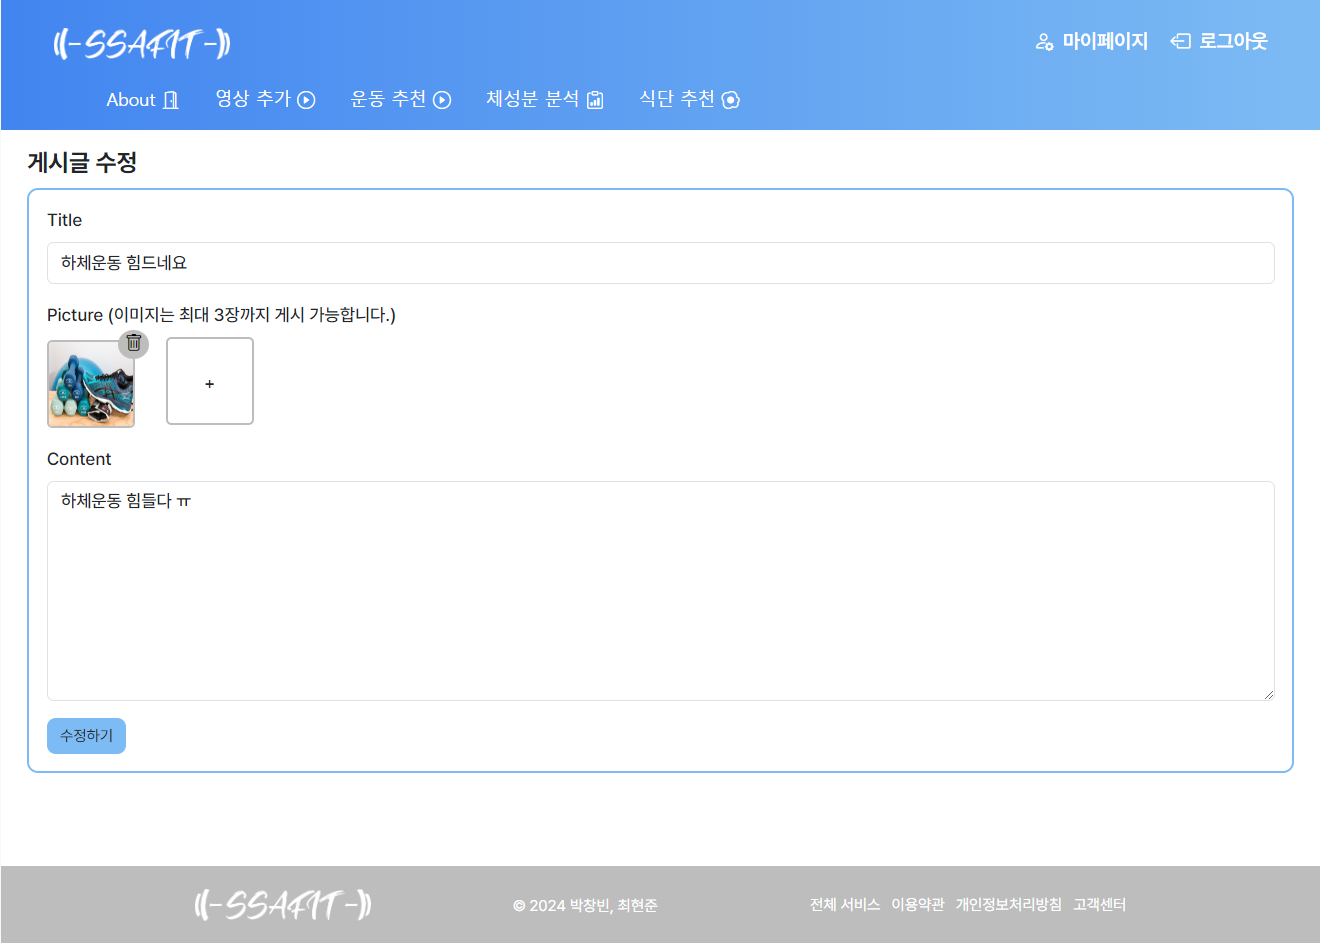 ((-SSAFIT-))
마이페이지 로그아웃
About 영상 추가 운동 추천 체성분 분석 식단 추천
게시글 수정
Title
하체운동 힘드네요
Picture (이미지는 최대 3장까지 게시 가능합니다.)
+
Content
하체운동 힘들다 ㅠ
수정하기
((-SSAFIT-)) © 2024 박창빈, 최현준 전체 서비스 이용약관 개인정보처리방침 고객센터